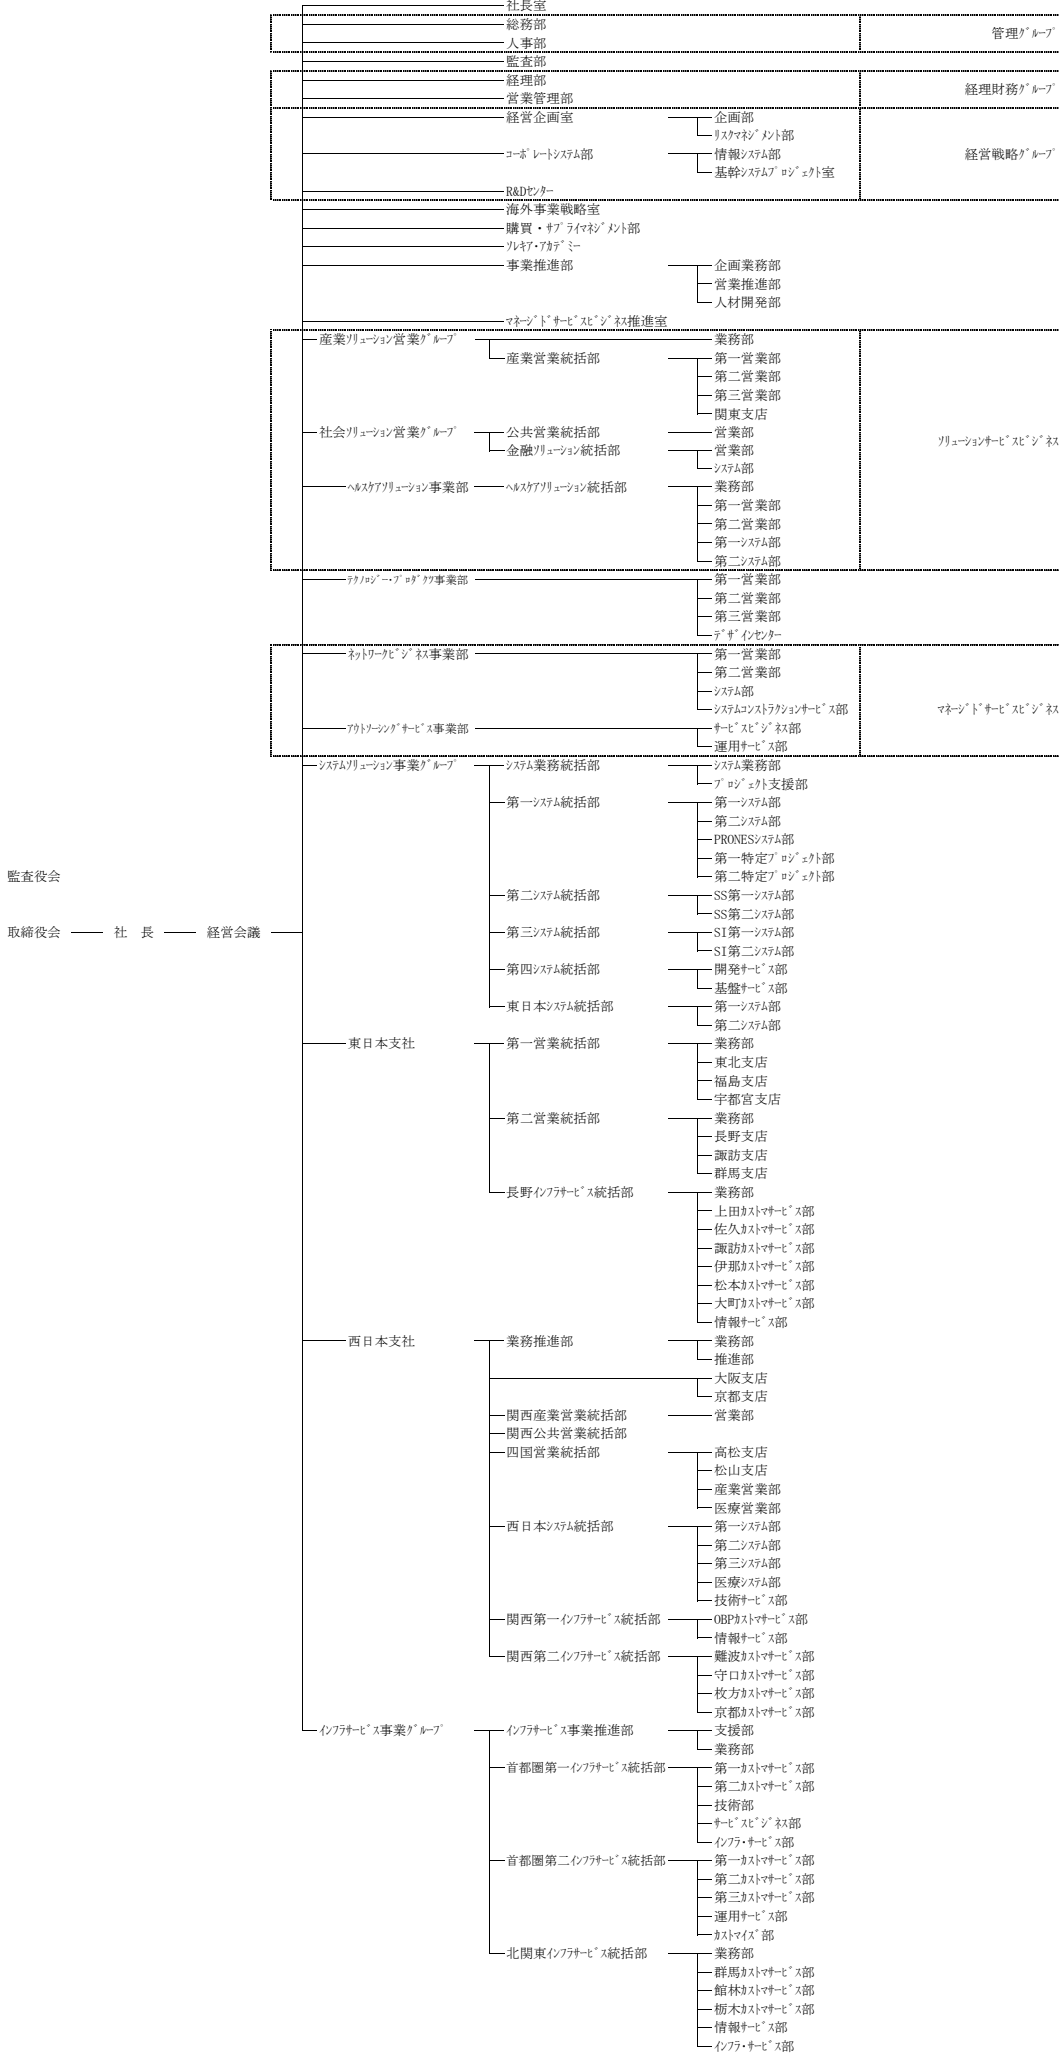 社長室
総務部
管理ｸﾞﾙｰﾌﾟ
人事部
監査部
経理部
経理財務ｸﾞﾙｰﾌﾟ
営業管理部
経営企画室 企画部
ﾘｽｸﾏﾈｼﾞﾒﾝﾄ部
ｺｰﾎﾟﾚｰﾄｼｽﾃﾑ部 情報ｼｽﾃﾑ部 経営戦略ｸﾞﾙｰﾌﾟ
基幹ｼｽﾃﾑﾌﾟﾛｼﾞｪｸﾄ室
R&Dｾﾝﾀｰ
海外事業戦略室
購買・ｻﾌﾟﾗｲﾏﾈｼﾞﾒﾝﾄ部
ｿﾚｷｱ･ｱｶﾃﾞﾐｰ
事業推進部 企画業務部
営業推進部
人材開発部
ﾏﾈｰｼﾞﾄﾞｻｰﾋﾞｽﾋﾞｼﾞﾈｽ推進室
産業ｿﾘｭｰｼｮﾝ営業ｸﾞﾙｰﾌﾟ 業務部
産業営業統括部 第一営業部
第二営業部
第三営業部
関東支店
社会ｿﾘｭｰｼｮﾝ営業ｸﾞﾙｰﾌﾟ 公共営業統括部 営業部
ｿﾘｭｰｼｮﾝｻｰﾋﾞｽﾋﾞｼﾞﾈｽ
金融ｿﾘｭｰｼｮﾝ統括部 営業部
ｼｽﾃﾑ部
ﾍﾙｽｹｱｿﾘｭｰｼｮﾝ事業部 ﾍﾙｽｹｱｿﾘｭｰｼｮﾝ統括部 業務部
第一営業部
第二営業部
第一ｼｽﾃﾑ部
第二ｼｽﾃﾑ部
ﾃｸﾉﾛｼﾞｰ･ﾌﾟﾛﾀﾞｸﾂ事業部 第一営業部
第二営業部
第三営業部
ﾃﾞｻﾞｲﾝｾﾝﾀｰ
ﾈｯﾄﾜｰｸﾋﾞｼﾞﾈｽ事業部 第一営業部
第二営業部
ｼｽﾃﾑ部
ｼｽﾃﾑｺﾝｽﾄﾗｸｼｮﾝｻｰﾋﾞｽ部 ﾏﾈｰｼﾞﾄﾞｻｰﾋﾞｽﾋﾞｼﾞﾈｽ
ｱｳﾄｿｰｼﾝｸﾞｻｰﾋﾞｽ事業部 ｻｰﾋﾞｽﾋﾞｼﾞﾈｽ部
運用ｻｰﾋﾞｽ部
ｼｽﾃﾑｿﾘｭｰｼｮﾝ事業ｸﾞﾙｰﾌﾟ ｼｽﾃﾑ業務統括部 ｼｽﾃﾑ業務部
ﾌﾟﾛｼﾞｪｸﾄ支援部
第一ｼｽﾃﾑ統括部 第一ｼｽﾃﾑ部
第二ｼｽﾃﾑ部
PRONESｼｽﾃﾑ部
第一特定ﾌﾟﾛｼﾞｪｸﾄ部
監査役会 第二特定ﾌﾟﾛｼﾞｪｸﾄ部
第二ｼｽﾃﾑ統括部 SS第一ｼｽﾃﾑ部
SS第二ｼｽﾃﾑ部
取締役会 社　長 経営会議 第三ｼｽﾃﾑ統括部 SI第一ｼｽﾃﾑ部
SI第二ｼｽﾃﾑ部
第四ｼｽﾃﾑ統括部 開発ｻｰﾋﾞｽ部
基盤ｻｰﾋﾞｽ部
東日本ｼｽﾃﾑ統括部 第一ｼｽﾃﾑ部
第二ｼｽﾃﾑ部
東日本支社 第一営業統括部 業務部
東北支店
福島支店
宇都宮支店
第二営業統括部 業務部
長野支店
諏訪支店
群馬支店
長野ｲﾝﾌﾗｻｰﾋﾞｽ統括部 業務部
上田ｶｽﾄﾏｻｰﾋﾞｽ部
佐久ｶｽﾄﾏｻｰﾋﾞｽ部
諏訪ｶｽﾄﾏｻｰﾋﾞｽ部
伊那ｶｽﾄﾏｻｰﾋﾞｽ部
松本ｶｽﾄﾏｻｰﾋﾞｽ部
大町ｶｽﾄﾏｻｰﾋﾞｽ部
情報ｻｰﾋﾞｽ部
西日本支社 業務推進部 業務部
推進部
大阪支店
京都支店
関西産業営業統括部 営業部
関西公共営業統括部
四国営業統括部 高松支店
松山支店
産業営業部
医療営業部
西日本ｼｽﾃﾑ統括部 第一ｼｽﾃﾑ部
第二ｼｽﾃﾑ部
第三ｼｽﾃﾑ部
医療ｼｽﾃﾑ部
技術ｻｰﾋﾞｽ部
関西第一ｲﾝﾌﾗｻｰﾋﾞｽ統括部 OBPｶｽﾄﾏｻｰﾋﾞｽ部
情報ｻｰﾋﾞｽ部
関西第二ｲﾝﾌﾗｻｰﾋﾞｽ統括部 難波ｶｽﾄﾏｻｰﾋﾞｽ部
守口ｶｽﾄﾏｻｰﾋﾞｽ部
枚方ｶｽﾄﾏｻｰﾋﾞｽ部
京都ｶｽﾄﾏｻｰﾋﾞｽ部
ｲﾝﾌﾗｻｰﾋﾞｽ事業ｸﾞﾙｰﾌﾟ ｲﾝﾌﾗｻｰﾋﾞｽ事業推進部 支援部
業務部
首都圏第一ｲﾝﾌﾗｻｰﾋﾞｽ統括部 第一ｶｽﾄﾏｻｰﾋﾞｽ部
第二ｶｽﾄﾏｻｰﾋﾞｽ部
技術部
ｻｰﾋﾞｽﾋﾞｼﾞﾈｽ部
ｲﾝﾌﾗ･ｻｰﾋﾞｽ部
首都圏第二ｲﾝﾌﾗｻｰﾋﾞｽ統括部 第一ｶｽﾄﾏｻｰﾋﾞｽ部
第二ｶｽﾄﾏｻｰﾋﾞｽ部
第三ｶｽﾄﾏｻｰﾋﾞｽ部
運用ｻｰﾋﾞｽ部
ｶｽﾄﾏｲｽﾞ部
北関東ｲﾝﾌﾗｻｰﾋﾞｽ統括部 業務部
群馬ｶｽﾄﾏｻｰﾋﾞｽ部
館林ｶｽﾄﾏｻｰﾋﾞｽ部
栃木ｶｽﾄﾏｻｰﾋﾞｽ部
情報ｻｰﾋﾞｽ部
ｲﾝﾌﾗ･ｻｰﾋﾞｽ部